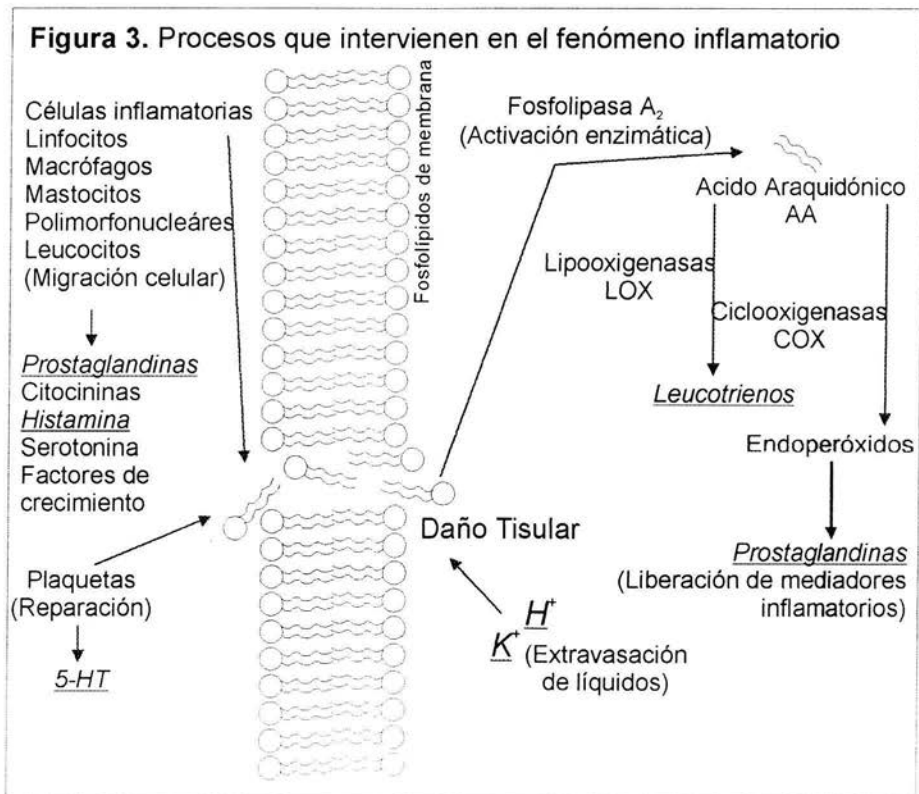 Figura 3. Procesos que intervienen en el fenómeno inflamatorio
Células inflamatorias
Linfocitos
Macrófagos
Mastocitos
Polimorfonucleáres
Leucocitos
(Migración celular)
Prostaglandinas
Citocininas
Histamina
Serotonina
Factores de
crecimiento
Plaquetas
(Reparación)
5-HT
Fosfolípidos de membrana
Fosfolipasa A₂
(Activación enzimática)
Acido Araquidónico
AA
Lipooxigenasas
LOX
Ciclooxigenasas
COX
Leucotrienos
Endoperóxidos
Prostaglandinas
(Liberación de mediadores
inflamatorios)
Daño Tisular
H⁺
K⁺ (Extravasación
de líquidos)